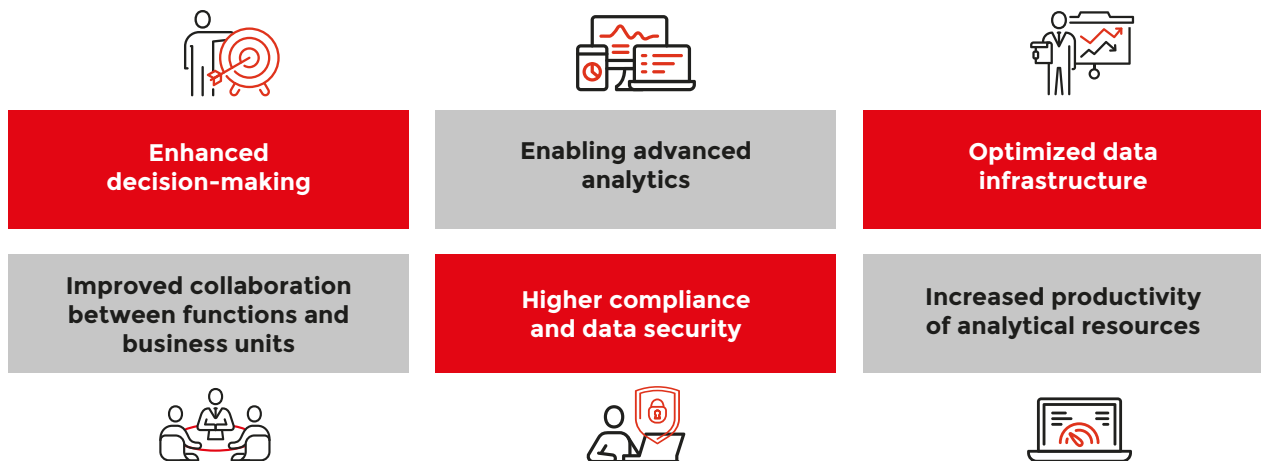 Enhanced
decision-making
Enabling advanced
analytics
Optimized data
infrastructure
Improved collaboration
between functions and
business units
Higher compliance
and data security
Increased productivity
of analytical resources